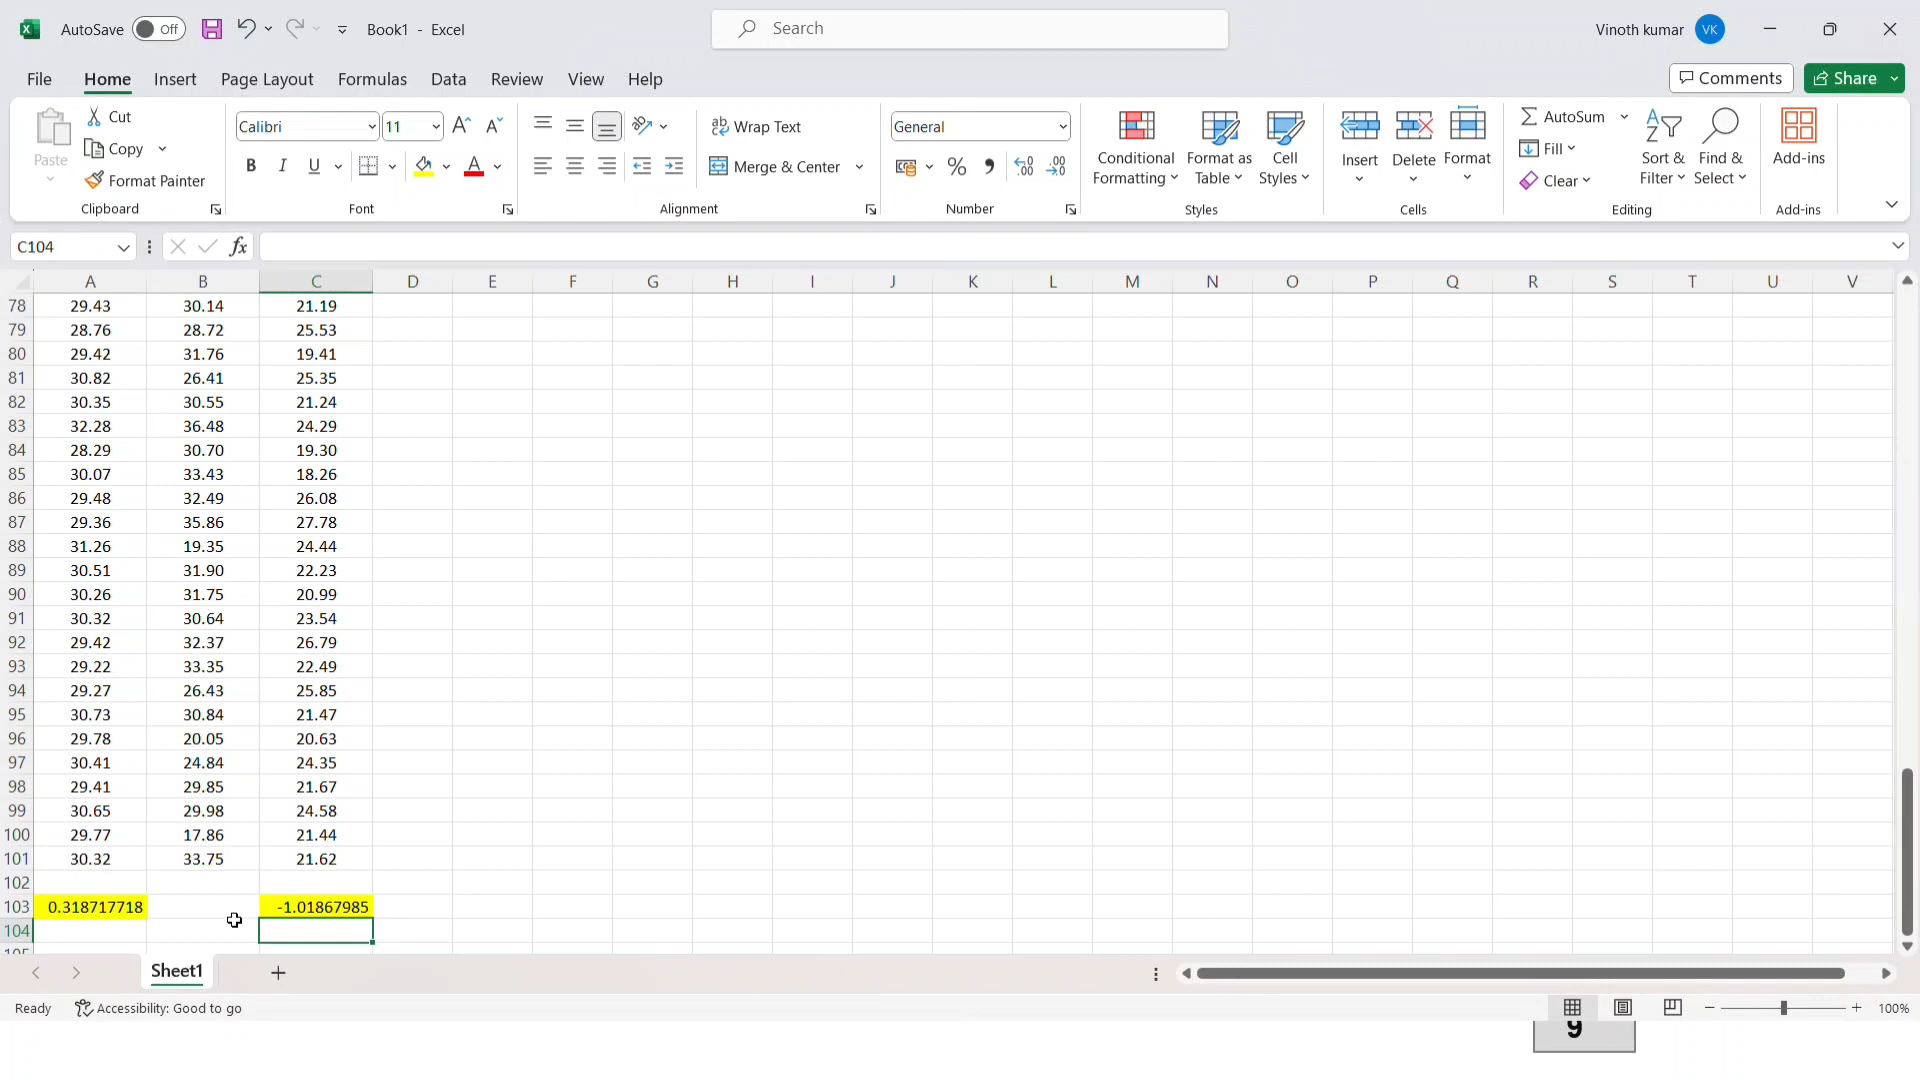 AutoSave Off Book1 - Excel Search Vinoth kumar VK
File Home Insert Page Layout Formulas Data Review View Help Comments Share
Paste Cut Copy Format Painter Clipboard
Calibri 11 B I U A Font
Wrap Text Merge & Center Alignment
General % Number
Conditional Formatting Format as Table Cell Styles Styles
Insert Delete Format Cells
AutoSum Fill Clear Sort & Filter Find & Select Editing
Add-ins Add-ins
C104 fx
A B C D E F G H I J K L M N O P Q R S T U V
78 29.43 30.14 21.19
79 28.76 28.72 25.53
80 29.42 31.76 19.41
81 30.82 26.41 25.35
82 30.35 30.55 21.24
83 32.28 36.48 24.29
84 28.29 30.70 19.30
85 30.07 33.43 18.26
86 29.48 32.49 26.08
87 29.36 35.86 27.78
88 31.26 19.35 24.44
89 30.51 31.90 22.23
90 30.26 31.75 20.99
91 30.32 30.64 23.54
92 29.42 32.37 26.79
93 29.22 33.35 22.49
94 29.27 26.43 25.85
95 30.73 30.84 21.47
96 29.78 20.05 20.63
97 30.41 24.84 24.35
98 29.41 29.85 21.67
99 30.65 29.98 24.58
100 29.77 17.86 21.44
101 30.32 33.75 21.62
102
103 0.318717718 -1.01867985
104
Sheet1
Ready Accessibility: Good to go 100%
9